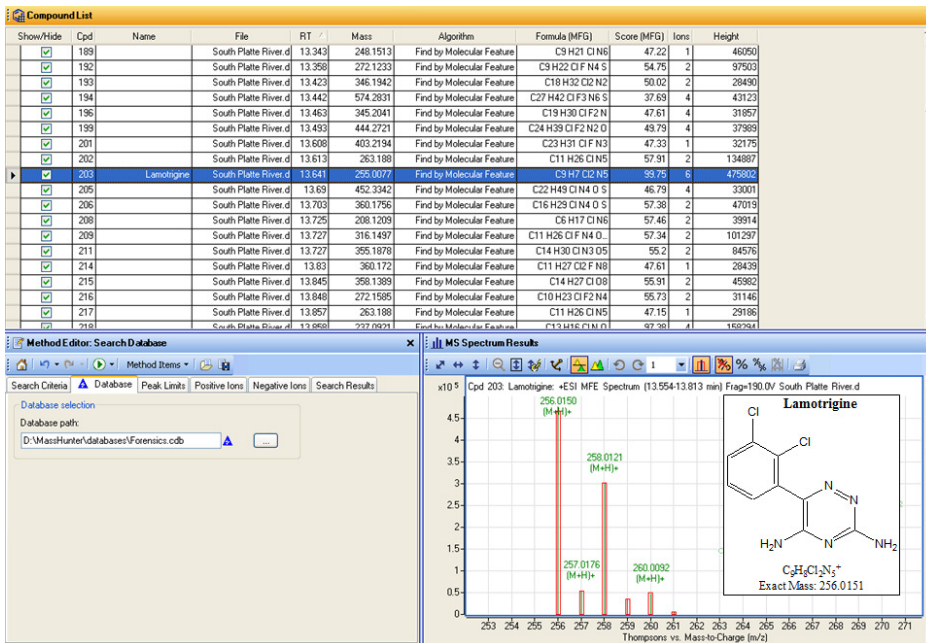 Compound List
Show/Hide Cpd Name File RT Mass Algorithm Formula (MFG) Score (MFG) Ions Height
189 South Platte River.d 13.343 248.1513 Find by Molecular Feature C9 H21 Cl N6 47.22 1 46050
192 South Platte River.d 13.358 272.1233 Find by Molecular Feature C9 H22 Cl F N4 S 54.75 2 97503
193 South Platte River.d 13.423 346.1942 Find by Molecular Feature C18 H32 Cl2 N2 50.02 2 28490
194 South Platte River.d 13.442 574.2831 Find by Molecular Feature C27 H42 Cl F3 N6 S 37.69 4 43123
196 South Platte River.d 13.463 345.2041 Find by Molecular Feature C19 H30 Cl F2 N 47.61 4 31857
199 South Platte River.d 13.493 444.2721 Find by Molecular Feature C24 H39 Cl F2 N2 O 49.79 4 37989
201 South Platte River.d 13.608 403.2194 Find by Molecular Feature C23 H31 Cl F N3 47.33 1 32175
202 South Platte River.d 13.613 263.188 Find by Molecular Feature C11 H26 Cl N5 57.91 2 134887
203 Lamotrigine South Platte River.d 13.641 255.0077 Find by Molecular Feature C9 H7 Cl2 N5 99.75 6 475802
205 South Platte River.d 13.69 452.3342 Find by Molecular Feature C22 H49 Cl N4 O S 46.79 4 33001
206 South Platte River.d 13.703 360.1756 Find by Molecular Feature C16 H29 Cl N4 O S 57.38 2 47019
208 South Platte River.d 13.725 208.1209 Find by Molecular Feature C6 H17 Cl N6 57.46 2 39914
209 South Platte River.d 13.727 316.1497 Find by Molecular Feature C11 H26 Cl F N4 O... 57.34 2 101297
211 South Platte River.d 13.727 355.1878 Find by Molecular Feature C14 H30 Cl N3 O5 55.2 2 84576
214 South Platte River.d 13.83 360.172 Find by Molecular Feature C11 H27 Cl2 F N8 47.61 1 28439
215 South Platte River.d 13.845 358.1389 Find by Molecular Feature C14 H27 Cl O8 55.91 2 45982
216 South Platte River.d 13.848 272.1585 Find by Molecular Feature C10 H23 Cl F2 N4 55.73 2 31146
217 South Platte River.d 13.857 263.188 Find by Molecular Feature C11 H26 Cl N5 47.15 1 29186
218 South Platte River.d 13.858 237.0921 Find by Molecular Feature C13 H16 Cl N O 97.38 4 158294
Method Editor: Search Database
Method Items
Search Criteria Database Peak Limits Positive Ions Negative Ions Search Results
Database selection
Database path:
D:\MassHunter\databases\Forensics.cdb
...
MS Spectrum Results
1
x10 5 Cpd 203: Lamotrigine: +ESI MFE Spectrum (13.554-13.813 min) Frag=190.0V South Platte River.d
4.5
4
3.5
3
2.5
2
1.5
1
0.5
0
256.0150
(M+H)+
258.0121
(M+H)+
257.0176
(M+H)+
260.0092
(M+H)+
Lamotrigine
Cl
Cl
N
N
H2N
N
NH2
C9H8Cl2N5+
Exact Mass: 256.0151
253 254 255 256 257 258 259 260 261 262 263 264 265 266 267 268 269 270 271
Thompsons vs. Mass-to-Charge (m/z)